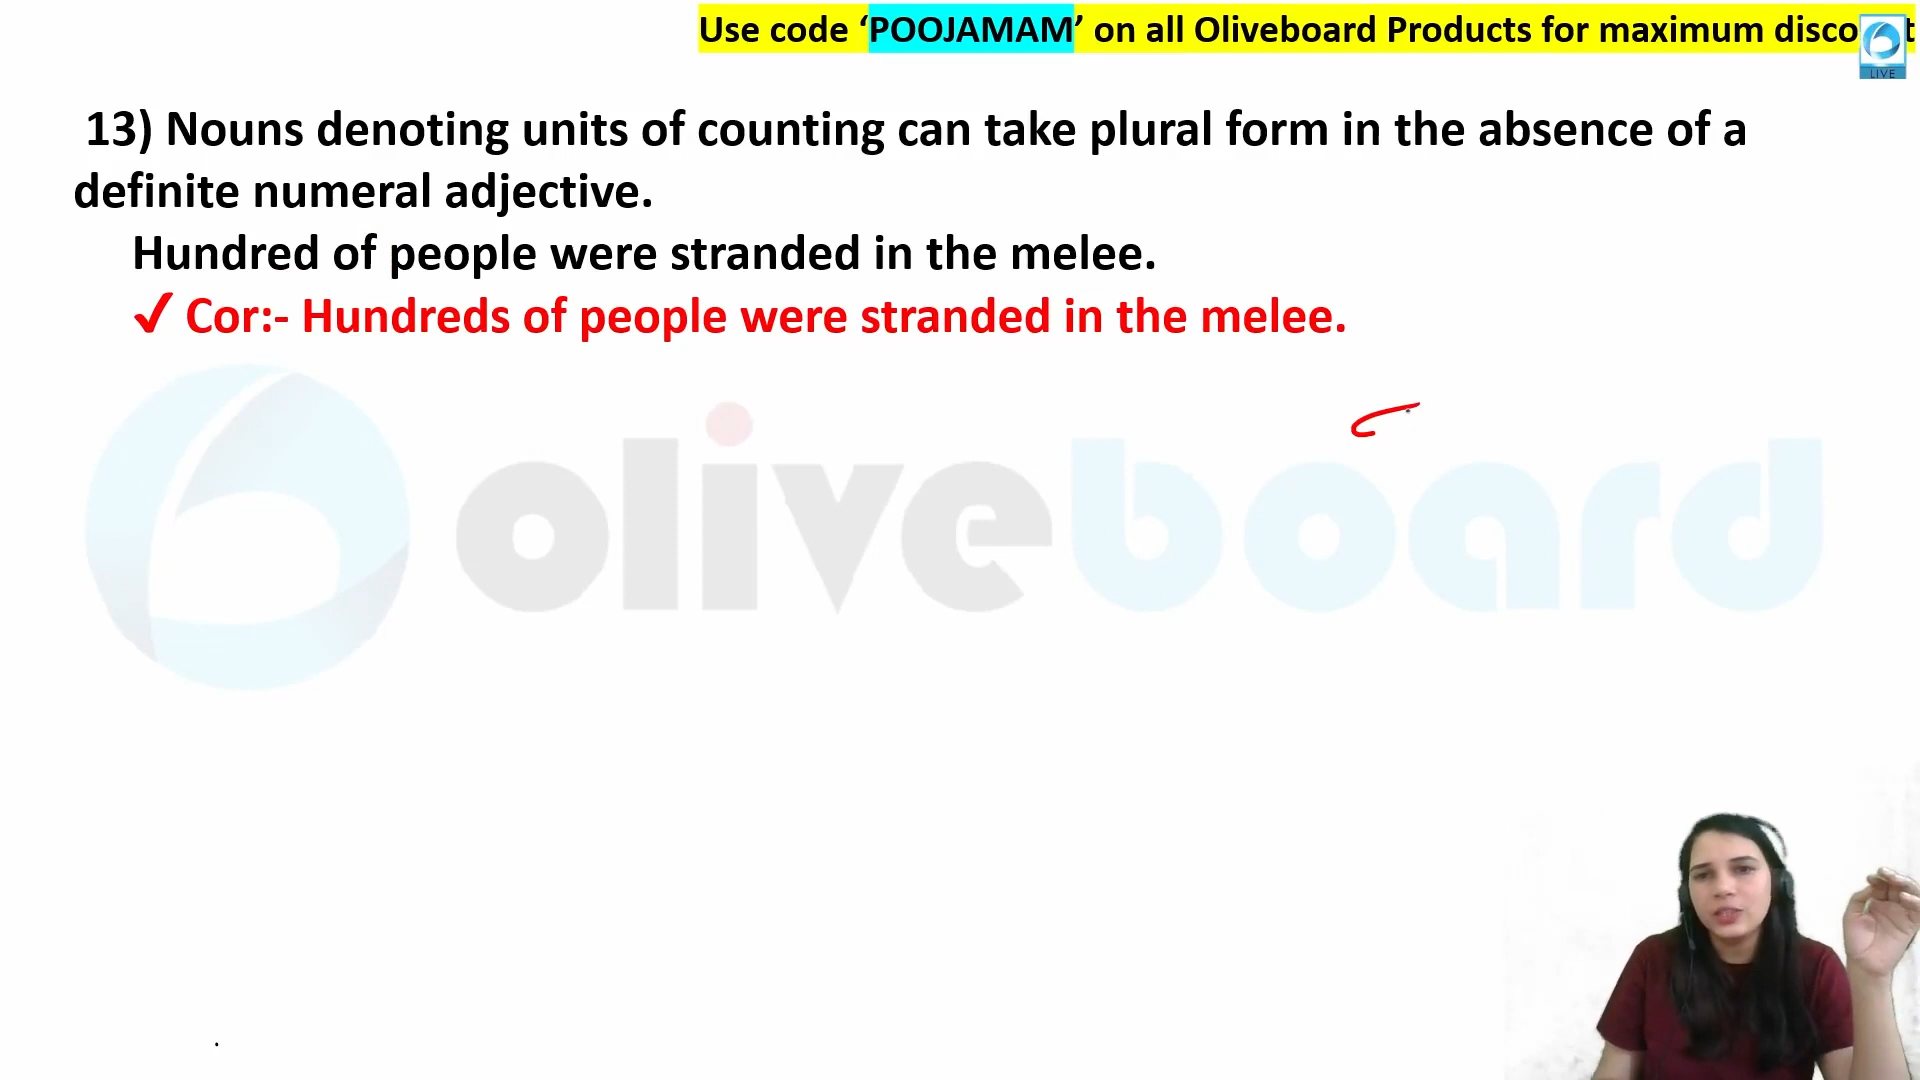 Use code ‘POOJAMAM’ on all Oliveboard Products for maximum disco t
LIVE
13) Nouns denoting units of counting can take plural form in the absence of a
definite numeral adjective.
Hundred of people were stranded in the melee.
✓ Cor:- Hundreds of people were stranded in the melee.
oliveboard